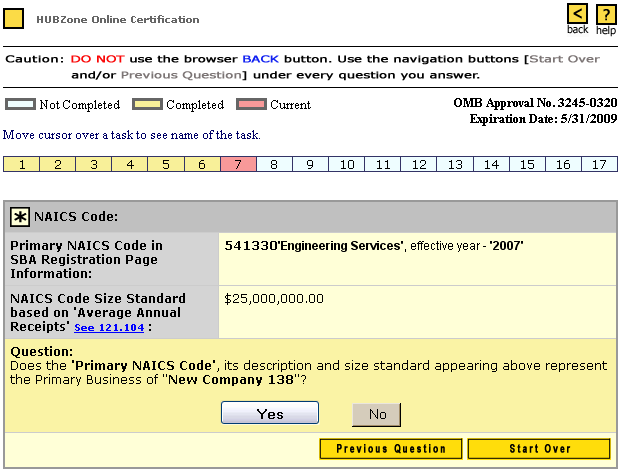 HUBZone Online Certification
back
?
help
Caution: DO NOT use the browser BACK button. Use the navigation buttons [Start Over
and/or Previous Question] under every question you answer.
Not Completed Completed Current
OMB Approval No. 3245-0320
Expiration Date: 5/31/2009
Move cursor over a task to see name of the task.
1 2 3 4 5 6 7 8 9 10 11 12 13 14 15 16 17
NAICS Code:
Primary NAICS Code in
SBA Registration Page
Information:
541330'Engineering Services', effective year - '2007'
NAICS Code Size Standard
based on 'Average Annual
Receipts' See 121.104 :
$25,000,000.00
Question:
Does the 'Primary NAICS Code', its description and size standard appearing above represent
the Primary Business of "New Company 138"?
Yes
No
Previous Question
Start Over